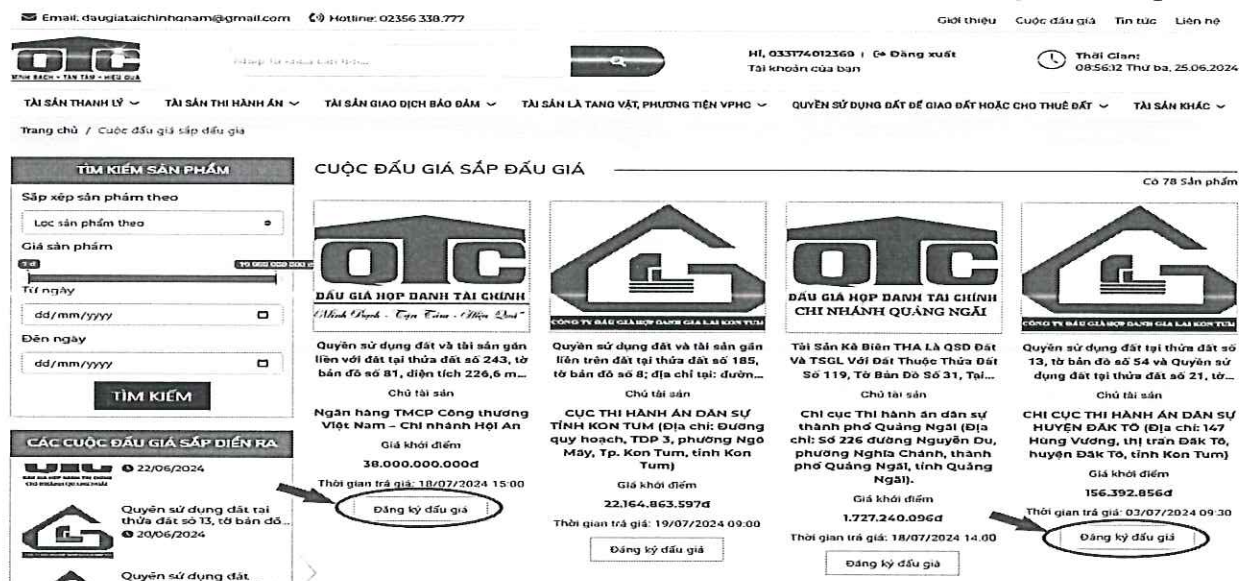 Email: daugiataichinhqnam@gmail.com
Hotline: 02356 338.777
Giới thiệu Cuộc đấu giá Tin tức Liên hệ
QTC
MINH BẠCH - TẬN TÂM - HIỆU QUẢ
Hi, 033174012369 | Đăng xuất
Tài khoản của bạn
Thời Gian:
08:56:12 Thứ ba, 25.06.2024
TÀI SẢN THANH LÝ
TÀI SẢN THI HÀNH ÁN
TÀI SẢN GIAO DỊCH BẢO ĐẢM
TÀI SẢN LÀ TANG VẬT, PHƯƠNG TIỆN VPHC
QUYỀN SỬ DỤNG ĐẤT ĐỂ GIAO ĐẤT HOẶC CHO THUÊ ĐẤT
TÀI SẢN KHÁC
Trang chủ / Cuộc đấu giá sắp đấu giá
TÌM KIẾM SẢN PHẨM
Sắp xếp sản phẩm theo
Lọc sản phẩm theo
Giá sản phẩm
Từ ngày
dd/mm/yyyy
Đến ngày
dd/mm/yyyy
TÌM KIẾM
CÁC CUỘC ĐẤU GIÁ SẮP DIỄN RA
22/06/2024
Quyền sử dụng đất tại
thửa đất số 13, tờ bản đồ...
20/06/2024
Quyền sử dụng đất
CUỘC ĐẤU GIÁ SẮP ĐẤU GIÁ
Có 78 Sản phẩm
QTC
ĐẤU GIÁ HỢP DANH TÀI CHÍNH
"Minh Bạch - Tận Tâm - Hiệu Quả"
Quyền sử dụng đất và tài sản gắn
liền với đất tại thửa đất số 243, tờ
bản đồ số 81, diện tích 226,6 m...
Chủ tài sản
Ngân hàng TMCP Công thương
Việt Nam – Chi nhánh Hội An
Giá khởi điểm
38.000.000.000đ
Thời gian trả giá: 18/07/2024 15:00
Đăng ký đấu giá
CÔNG TY ĐẤU GIÁ HỢP DANH GIA LAI KON TUM
Quyền sử dụng đất và tài sản gắn
liền trên đất tại thửa đất số 185,
tờ bản đồ số 8; địa chỉ tại: đườn...
Chủ tài sản
CỤC THI HÀNH ÁN DÂN SỰ
TỈNH KON TUM (Địa chỉ: Đường
quy hoạch, TDP 3, phường Ngô
Mây, Tp. Kon Tum, tỉnh Kon
Tum)
Giá khởi điểm
22.164.863.597đ
Thời gian trả giá: 19/07/2024 09:00
Đăng ký đấu giá
QTC
ĐẤU GIÁ HỢP DANH TÀI CHÍNH
CHI NHÁNH QUẢNG NGÃI
Tài Sản Kê Biên THA Là QSD Đất
Và TSGL Với Đất Thuộc Thửa Đất
Số 119, Tờ Bản Đồ Số 31, Tại...
Chủ tài sản
Chi cục Thi hành án dân sự
thành phố Quảng Ngãi (Địa
chỉ: Số 226 đường Nguyễn Du,
phường Nghĩa Chánh, thành
phố Quảng Ngãi, tỉnh Quảng
Ngãi).
Giá khởi điểm
1.727.240.096đ
Thời gian trả giá: 18/07/2024 14:00
Đăng ký đấu giá
CÔNG TY ĐẤU GIÁ HỢP DANH GIA LAI KON TUM
Quyền sử dụng đất tại thửa đất số
13, tờ bản đồ số 54 và Quyền sử
dụng đất tại thửa đất số 21, tờ...
Chủ tài sản
CHI CỤC THI HÀNH ÁN DÂN SỰ
HUYỆN ĐĂK TÔ (Địa chỉ: 147
Hùng Vương, thị trấn Đăk Tô,
huyện Đăk Tô, tỉnh Kon Tum)
Giá khởi điểm
156.392.856đ
Thời gian trả giá: 03/07/2024 09:30
Đăng ký đấu giá